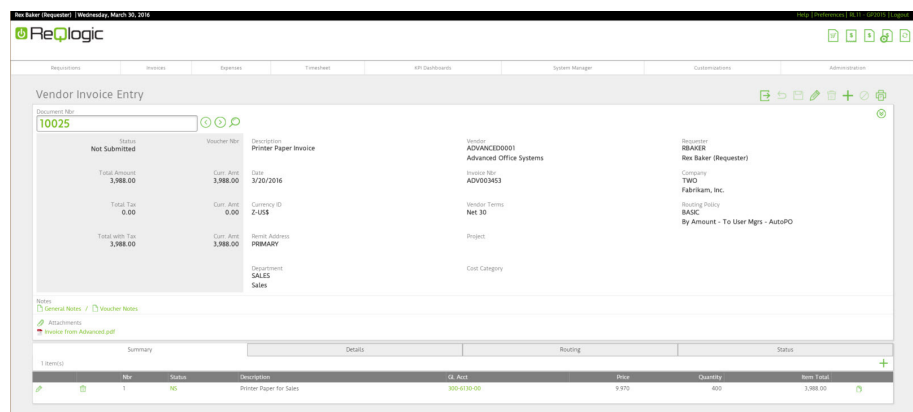 Rex Baker (Requester) | Wednesday, March 30, 2016
Help | Preferences | RL11 - GP2015 | Logout
ReQlogic
Requisitions Invoices Expenses Timesheet KPI Dashboards System Manager Customizations Administration
Vendor Invoice Entry
Document Nbr
10025
Status Voucher Nbr Description Vendor Requester
Not Submitted Printer Paper Invoice ADVANCED0001 RBAKER
Advanced Office Systems Rex Baker (Requester)
Total Amount Curr. Amt Date Invoice Nbr Company
3,988.00 3,988.00 3/20/2016 ADV003453 TWO
Fabrikam, Inc.
Total Tax Curr. Amt Currency ID Vendor Terms Routing Policy
0.00 0.00 Z-US$ Net 30 BASIC
By Amount - To User Mgrs - AutoPO
Total with Tax Curr. Amt Remit Address Project
3,988.00 3,988.00 PRIMARY
Department Cost Category
SALES
Sales
Notes
General Notes / Voucher Notes
Attachments
Invoice from Advanced.pdf
Summary Details Routing Status
1 item(s)
Nbr Status Description GL Acct Price Quantity Item Total
1 NS Printer Paper for Sales 300-6130-00 9.970 400 3,988.00